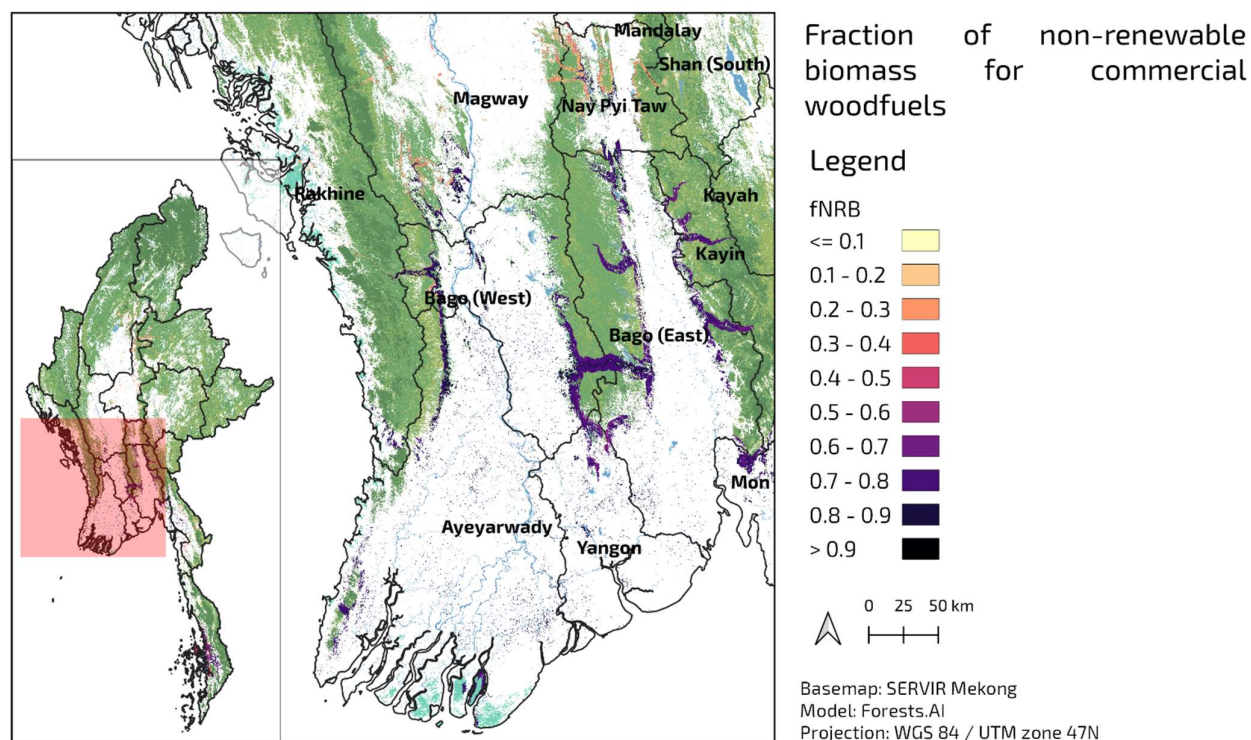 Fraction of non-renewable
biomass for commercial
woodfuels
Legend
fNRB
<= 0.1
0.1 - 0.2
0.2 - 0.3
0.3 - 0.4
0.4 - 0.5
0.5 - 0.6
0.6 - 0.7
0.7 - 0.8
0.8 - 0.9
> 0.9
0 25 50 km
Basemap: SERVIR Mekong
Model: Forests.AI
Projection: WGS 84 / UTM zone 47N
Mandalay
Shan (South)
Magway
Nay Pyi Taw
Rakhine
Kayah
Kayin
Bago (West)
Bago (East)
Mon
Ayeyarwady
Yangon